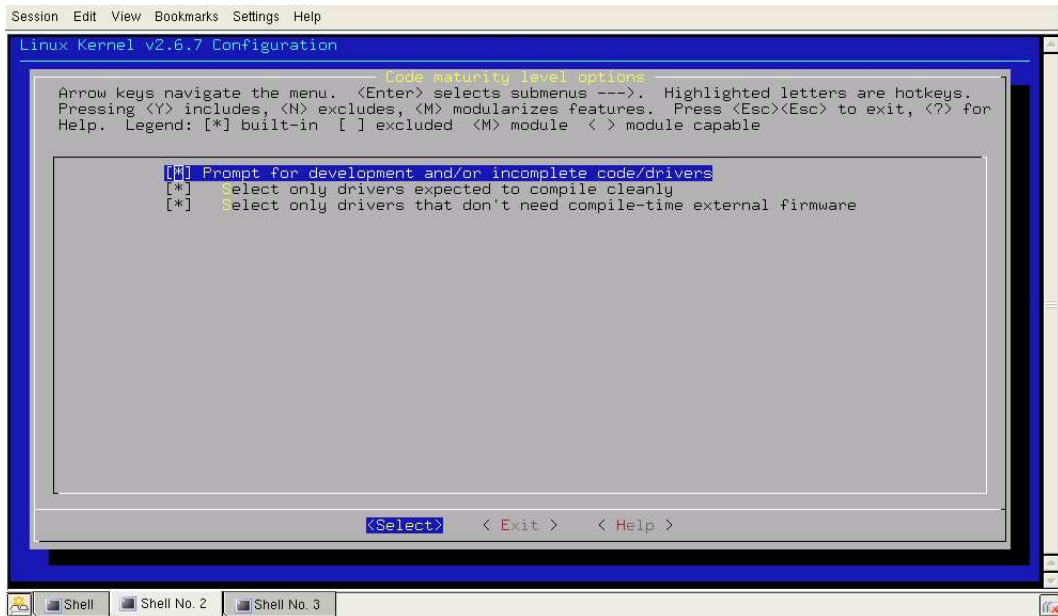 Session Edit View Bookmarks Settings Help
Linux Kernel v2.6.7 Configuration
Code maturity level options
Arrow keys navigate the menu. <Enter> selects submenus --->. Highlighted letters are hotkeys.
Pressing <Y> includes, <N> excludes, <M> modularizes features. Press <Esc><Esc> to exit, <?> for
Help. Legend: [*] built-in [ ] excluded <M> module < > module capable
[*] Prompt for development and/or incomplete code/drivers
[*] Select only drivers expected to compile cleanly
[*] Select only drivers that don't need compile-time external firmware
<Select> < Exit > < Help >
Shell Shell No. 2 Shell No. 3